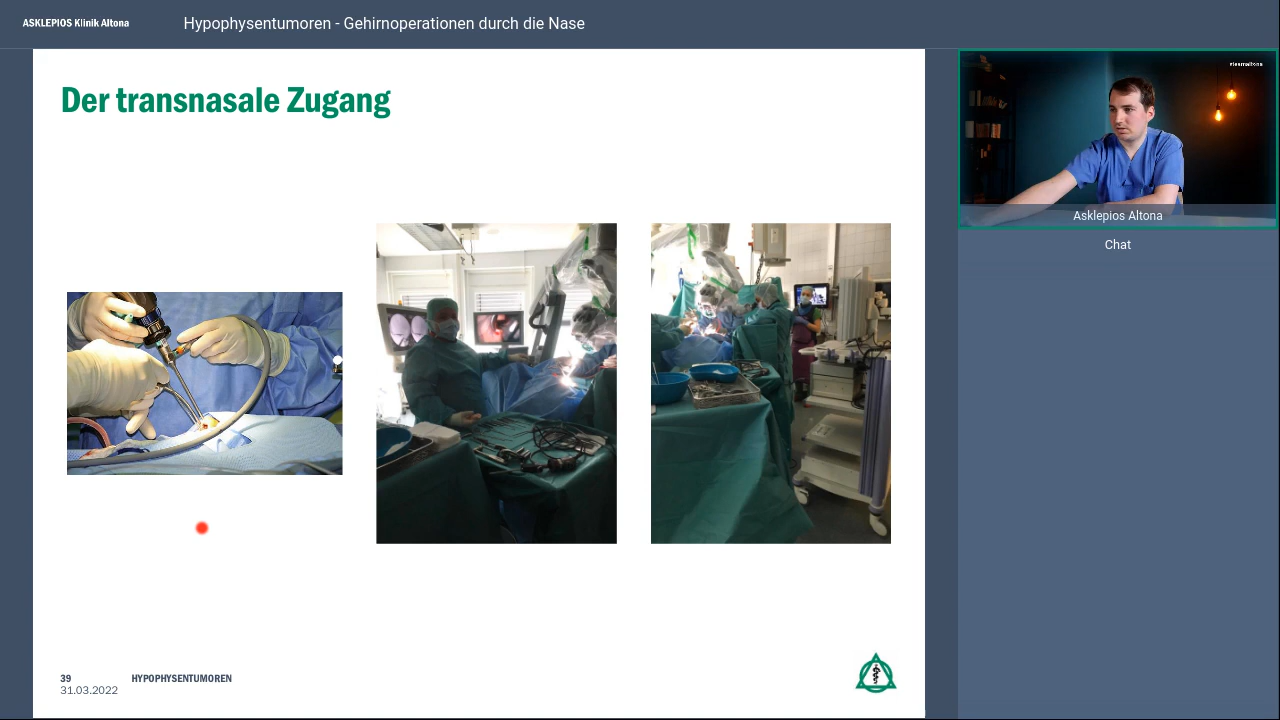 ASKLEPIOS Klinik Altona
Hypophysentumoren - Gehirnoperationen durch die Nase
Der transnasale Zugang
39
HYPOPHYSENTUMOREN
31.03.2022
Asklepios Altona
Chat